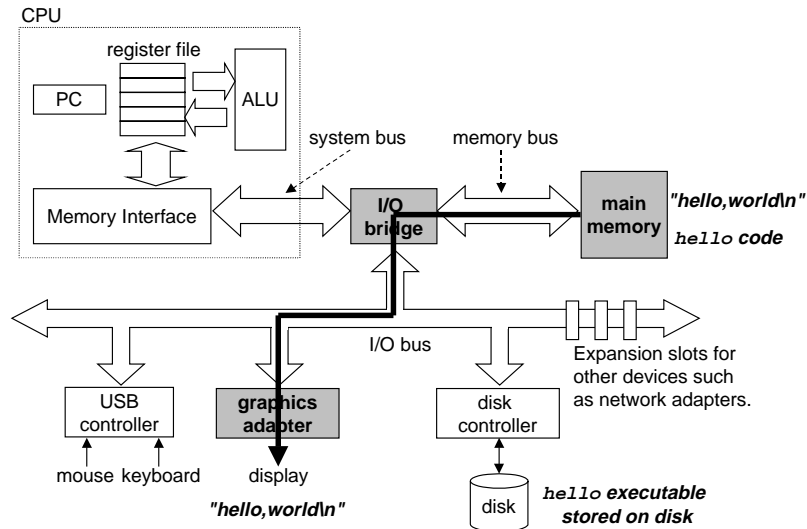 CPU
register file
PC
ALU
system bus
memory bus
Memory Interface
I/O
bridge
main
memory
"hello,world\n"
hello code
I/O bus
Expansion slots for
other devices such
as network adapters.
USB
controller
graphics
adapter
disk
controller
mouse
keyboard
display
"hello,world\n"
disk
hello executable
stored on disk